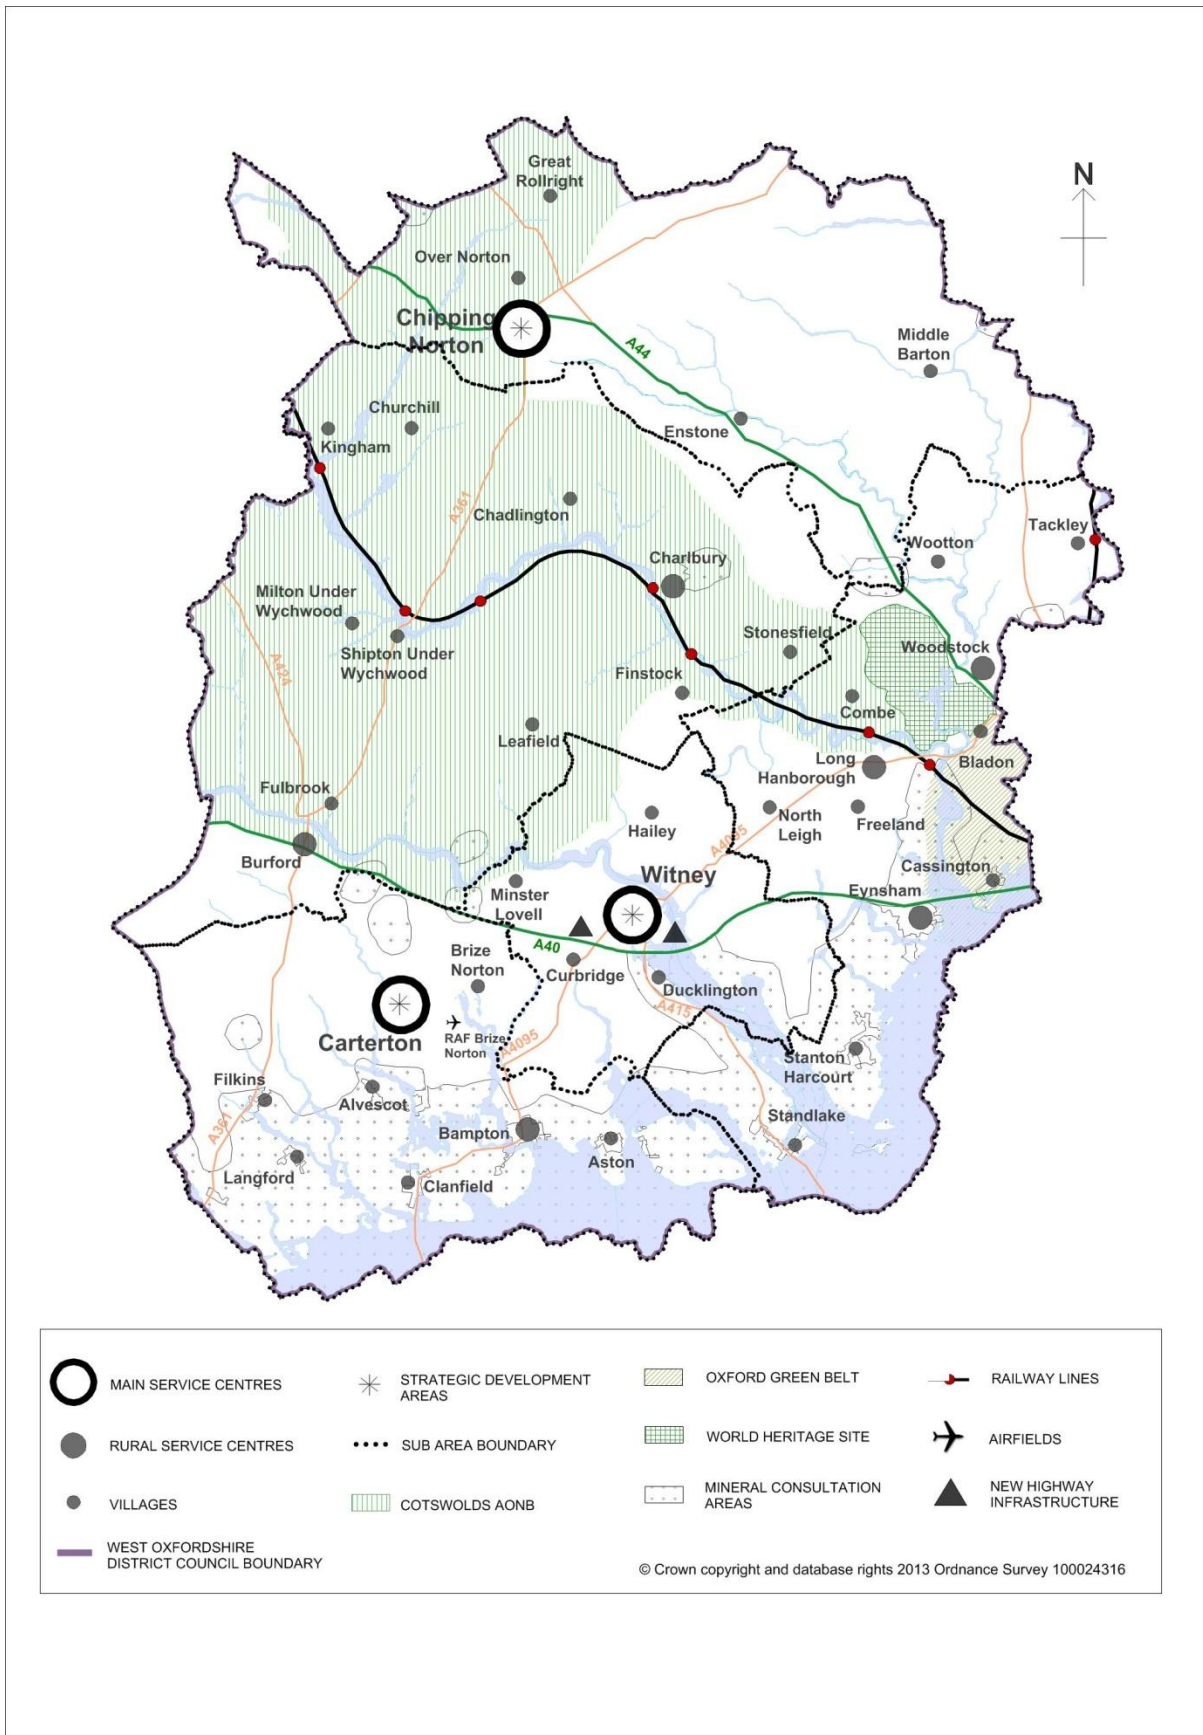 Great
Rollright
N
Over Norton
Chipping
Norton
A44
Middle
Barton
Churchill
Kingham
Enstone
A361
Chadlington
Tackley
Wootton
Charlbury
Milton Under
Wychwood
Shipton Under
Wychwood
Stonesfield
Woodstock
A424
Finstock
Combe
Leafield
Long
Hanborough
Bladon
Fulbrook
North
Leigh
Freeland
Hailey
A4095
Burford
Witney
Cassington
Eynsham
Minster
Lovell
A40
Brize
Norton
Curbridge
Ducklington
A415
Carterton
RAF Brize
Norton
A4095
Stanton
Harcourt
Filkins
Alvescot
A361
Bampton
Standlake
Aston
Langford
Clanfield
MAIN SERVICE CENTRES
STRATEGIC DEVELOPMENT
AREAS
OXFORD GREEN BELT
RAILWAY LINES
RURAL SERVICE CENTRES
SUB AREA BOUNDARY
WORLD HERITAGE SITE
AIRFIELDS
VILLAGES
COTSWOLDS AONB
MINERAL CONSULTATION
AREAS
NEW HIGHWAY
INFRASTRUCTURE
WEST OXFORDSHIRE
DISTRICT COUNCIL BOUNDARY
© Crown copyright and database rights 2013 Ordnance Survey 100024316